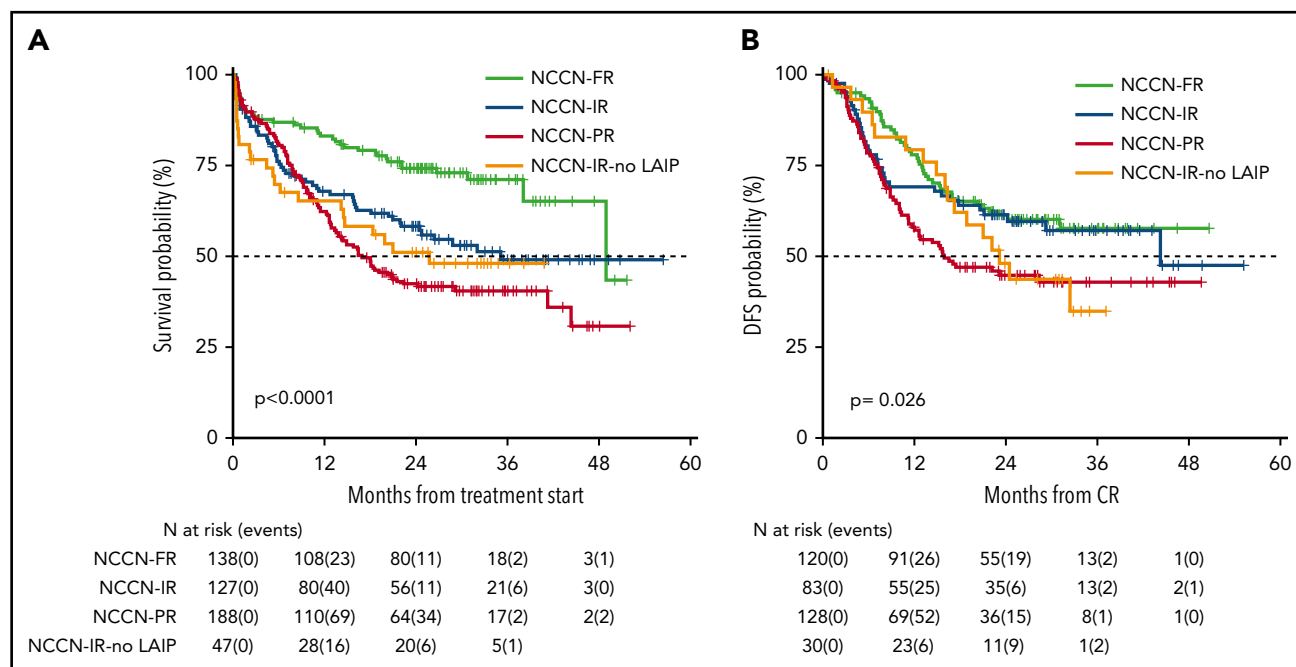 A
100
75
50
25
0
Survival probability (%)
NCCN-FR
NCCN-IR
NCCN-PR
NCCN-IR-no LAIP
p<0.0001
0 12 24 36 48 60
Months from treatment start
N at risk (events)
NCCN-FR 138(0) 108(23) 80(11) 18(2) 3(1)
NCCN-IR 127(0) 80(40) 56(11) 21(6) 3(0)
NCCN-PR 188(0) 110(69) 64(34) 17(2) 2(2)
NCCN-IR-no LAIP 47(0) 28(16) 20(6) 5(1)
B
100
75
50
25
0
DFS probability (%)
NCCN-FR
NCCN-IR
NCCN-PR
NCCN-IR-no LAIP
p= 0.026
0 12 24 36 48 60
Months from CR
N at risk (events)
120(0) 91(26) 55(19) 13(2) 1(0)
83(0) 55(25) 35(6) 13(2) 2(1)
128(0) 69(52) 36(15) 8(1) 1(0)
30(0) 23(6) 11(9) 1(2)